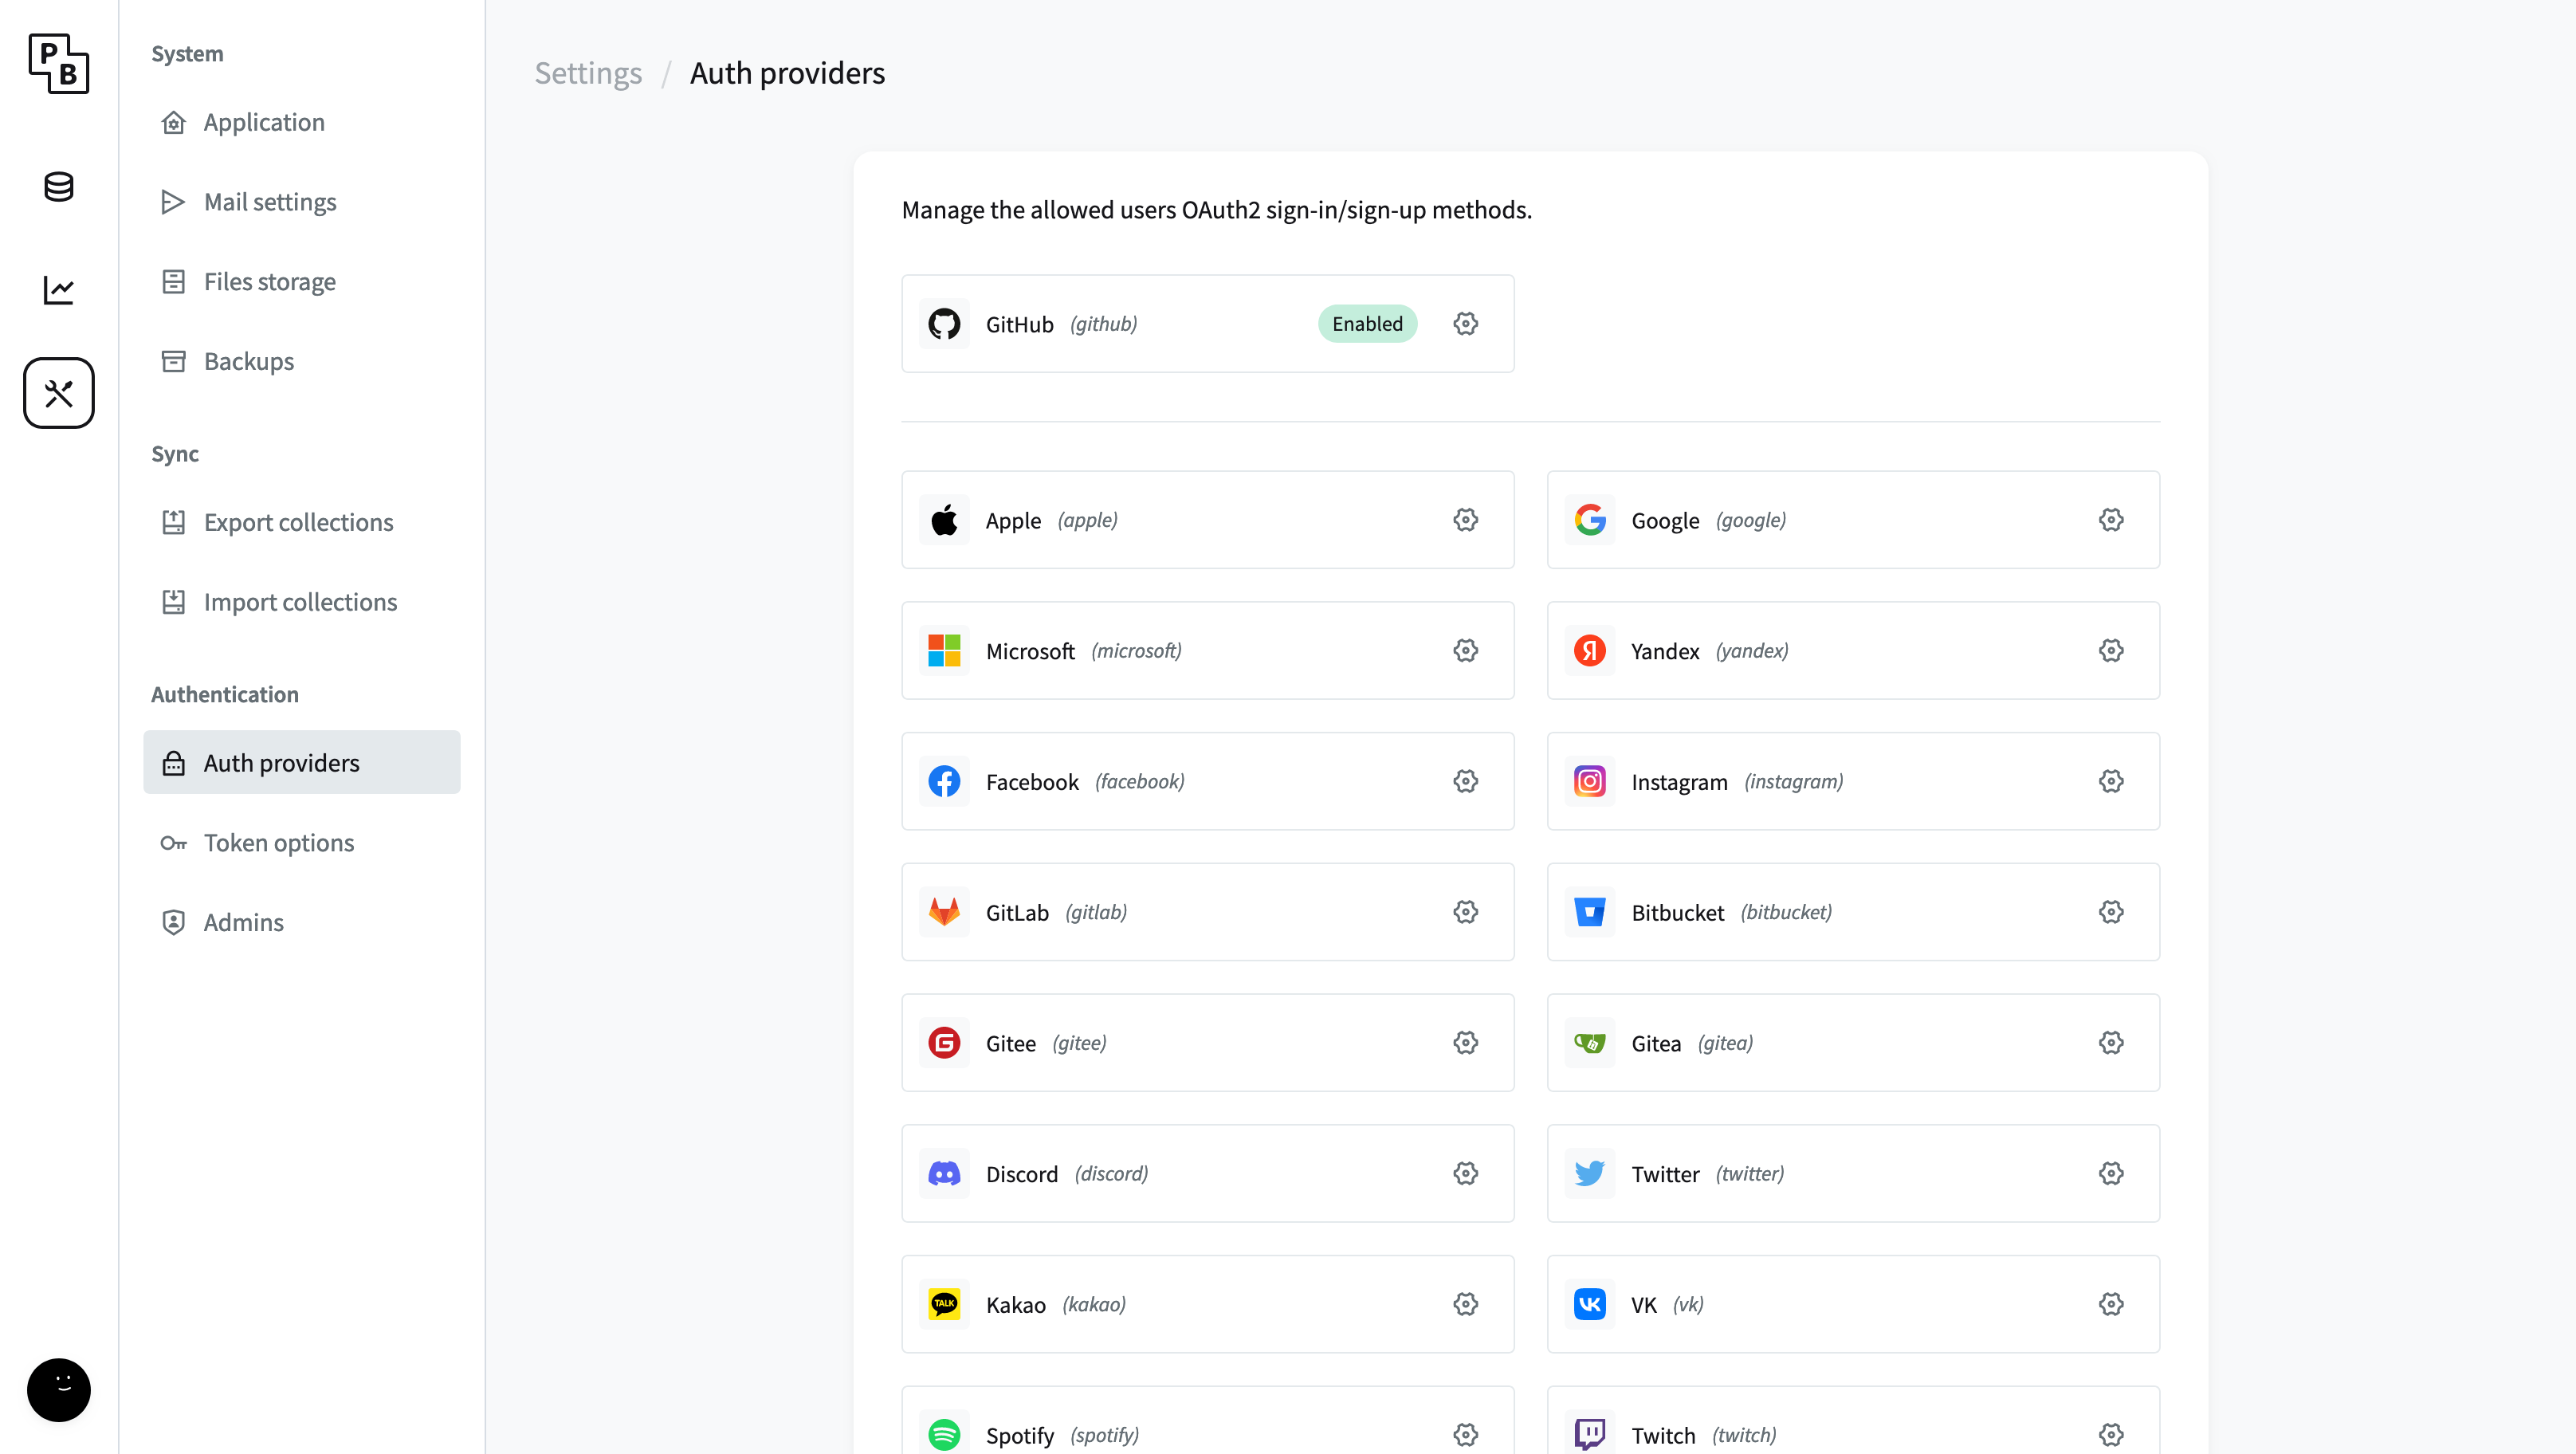 P
B
System
Application
Mail settings
Files storage
Backups
Sync
Export collections
Import collections
Authentication
Auth providers
Token options
Admins
Settings / Auth providers
Manage the allowed users OAuth2 sign-in/sign-up methods.
GitHub (github) Enabled
Apple (apple)
Google (google)
Microsoft (microsoft)
Yandex (yandex)
Facebook (facebook)
Instagram (instagram)
GitLab (gitlab)
Bitbucket (bitbucket)
Gitee (gitee)
Gitea (gitea)
Discord (discord)
Twitter (twitter)
TALK
Kakao (kakao)
VK (vk)
Spotify (spotify)
Twitch (twitch)